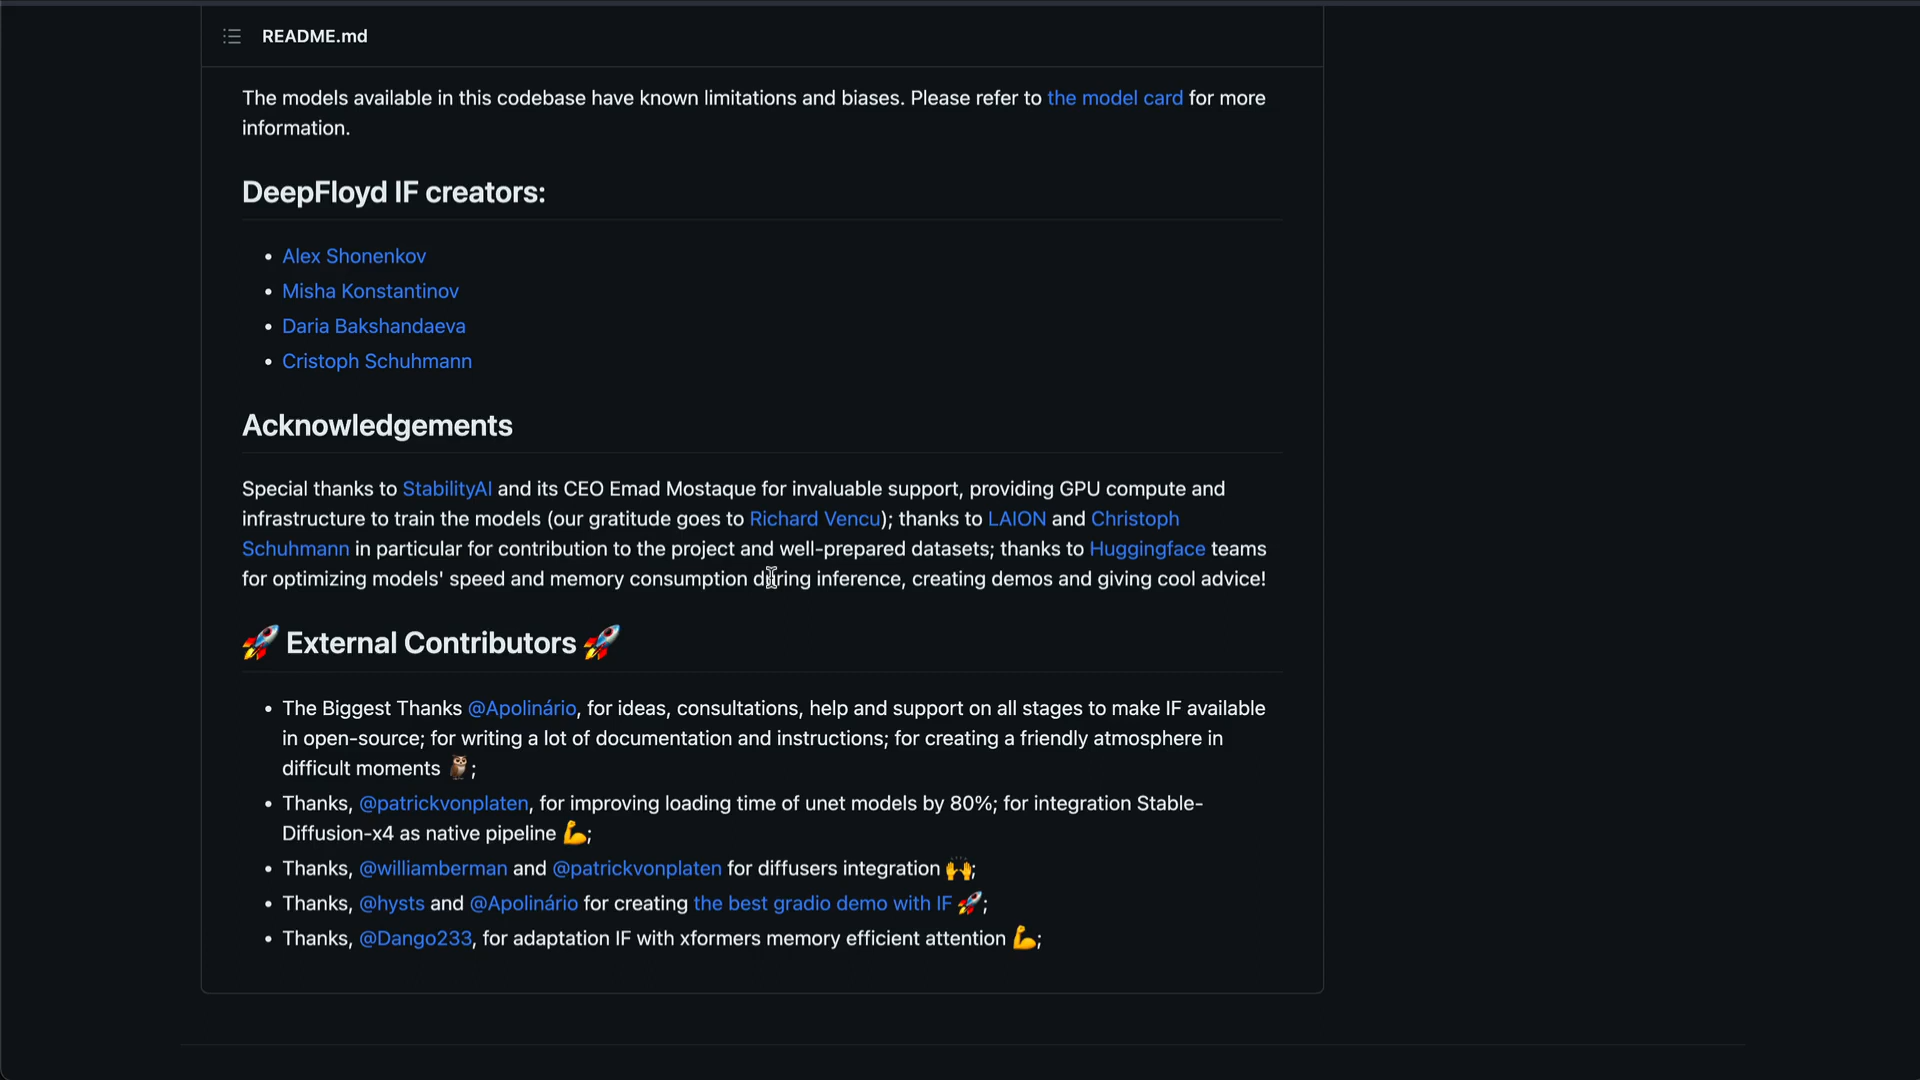 README.md
The models available in this codebase have known limitations and biases. Please refer to the model card for more
information.
DeepFloyd IF creators:
• Alex Shonenkov
• Misha Konstantinov
• Daria Bakshandaeva
• Cristoph Schuhmann
Acknowledgements
Special thanks to StabilityAI and its CEO Emad Mostaque for invaluable support, providing GPU compute and
infrastructure to train the models (our gratitude goes to Richard Vencu); thanks to LAION and Christoph
Schuhmann in particular for contribution to the project and well-prepared datasets; thanks to Huggingface teams
for optimizing models' speed and memory consumption during inference, creating demos and giving cool advice!
🚀 External Contributors 🚀
• The Biggest Thanks @Apolinário, for ideas, consultations, help and support on all stages to make IF available
in open-source; for writing a lot of documentation and instructions; for creating a friendly atmosphere in
difficult moments 🦉;
• Thanks, @patrickvonplaten, for improving loading time of unet models by 80%; for integration Stable-
Diffusion-x4 as native pipeline 💪;
• Thanks, @williamberman and @patrickvonplaten for diffusers integration 🙌;
• Thanks, @hysts and @Apolinário for creating the best gradio demo with IF 🚀;
• Thanks, @Dango233, for adaptation IF with xformers memory efficient attention 💪;